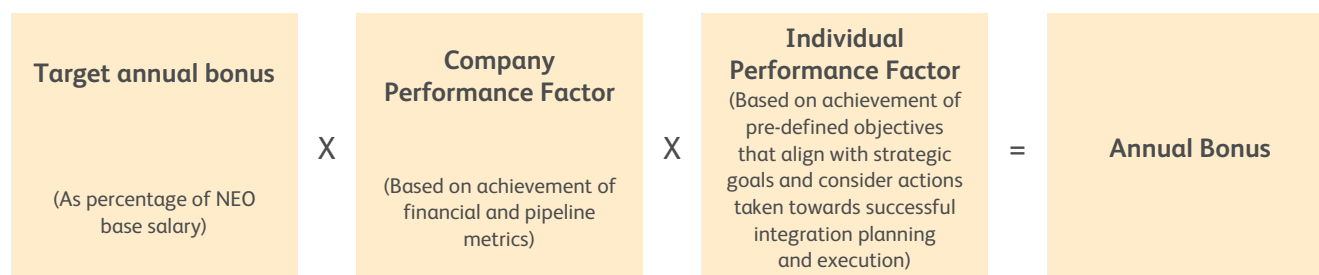 Target annual bonus
(As percentage of NEO
base salary)
X
Company
Performance Factor
(Based on achievement of
financial and pipeline
metrics)
X
Individual
Performance Factor
(Based on achievement of
pre-defined objectives
that align with strategic
goals and consider actions
taken towards successful
integration planning
and execution)
=
Annual Bonus